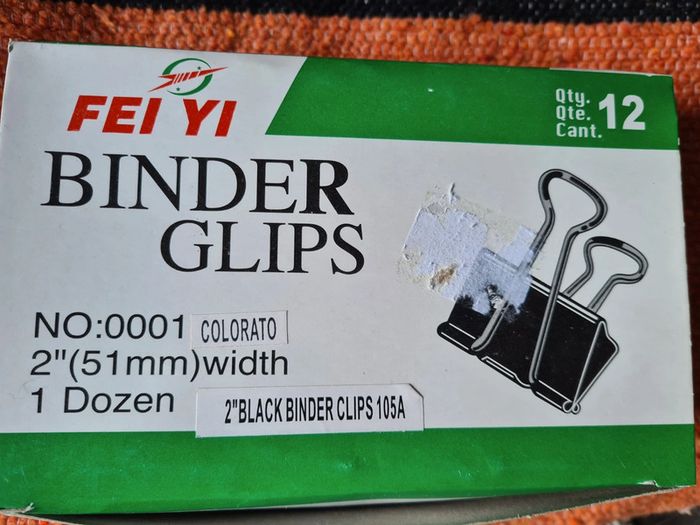 FEI YI
Qty.
Qte. 12
Cant.
BINDER
GLIPS
NO:0001 COLORATO
2"(51mm)width
1 Dozen 2"BLACK BINDER CLIPS 105A